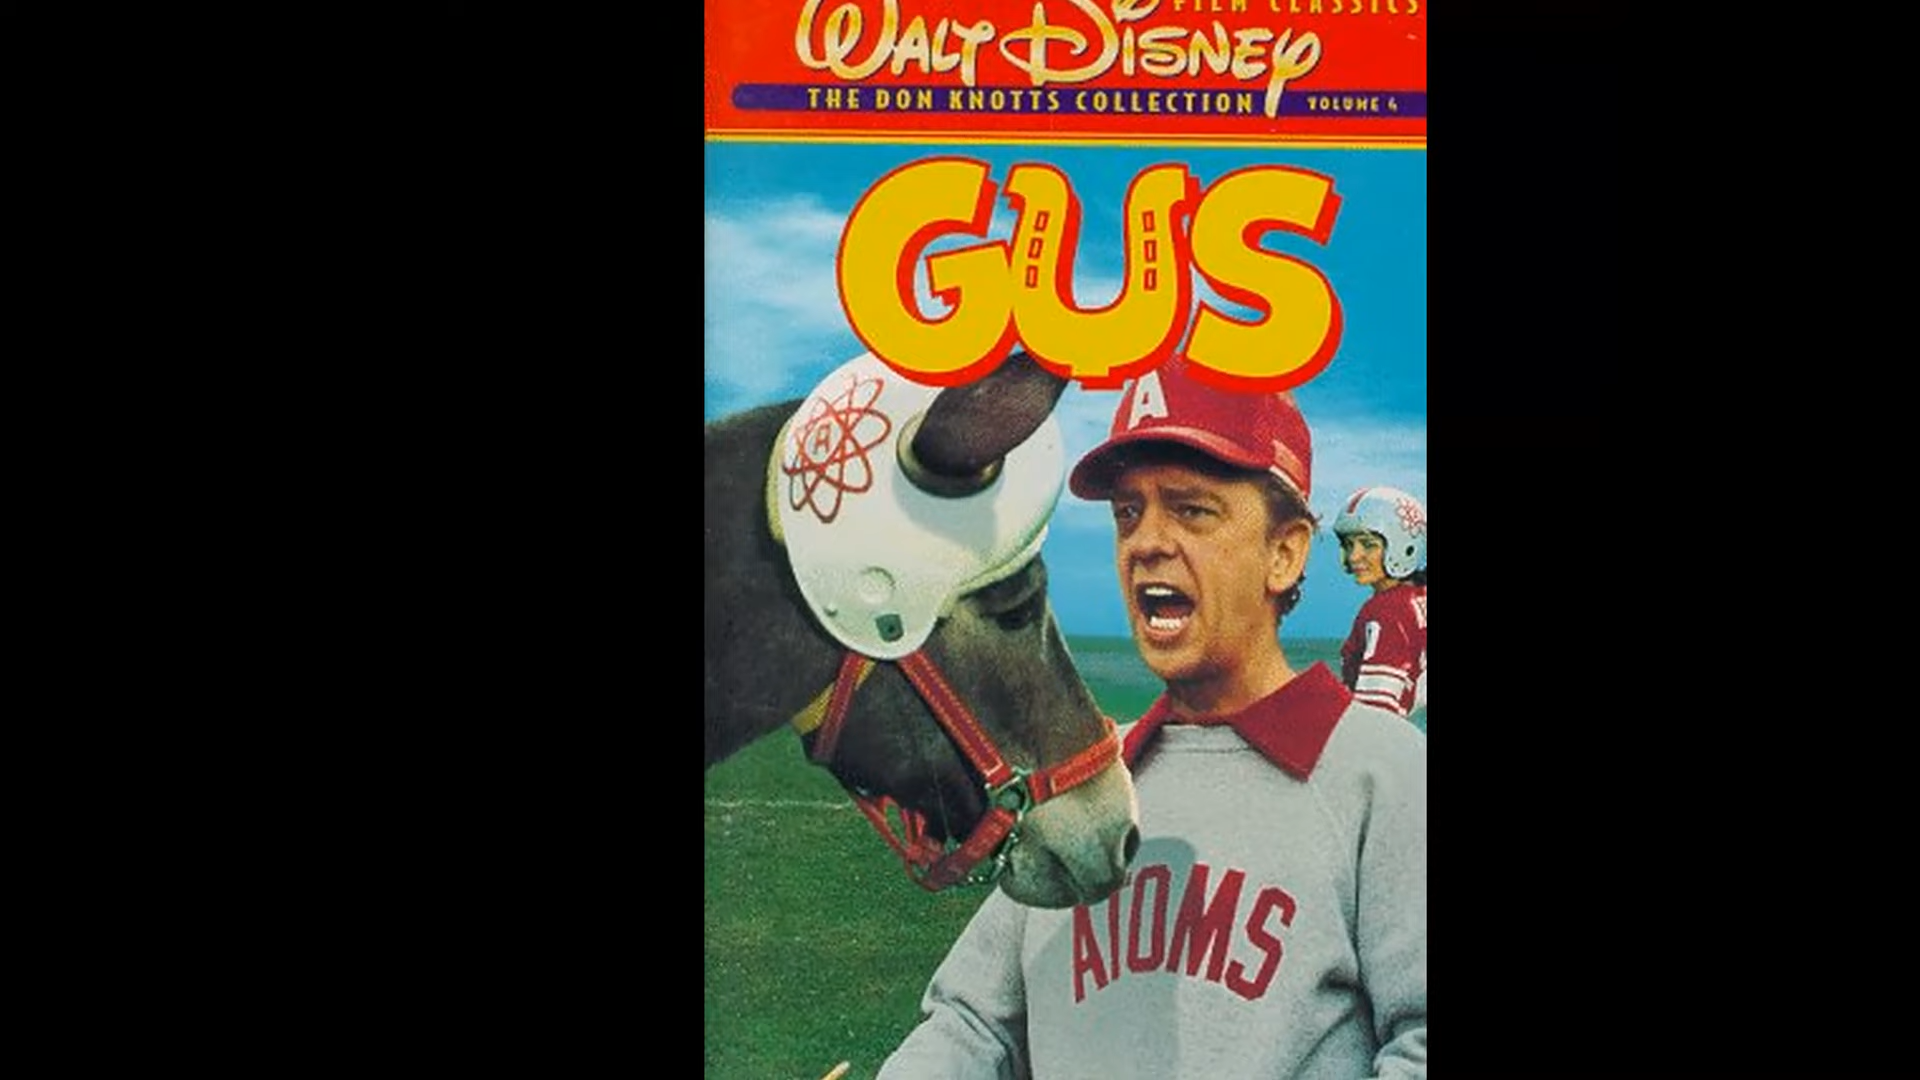 FILM CLASSICS
WALT DISNEY
THE DON KNOTTS COLLECTION VOLUME 4
GUS
A
A
ATOMS